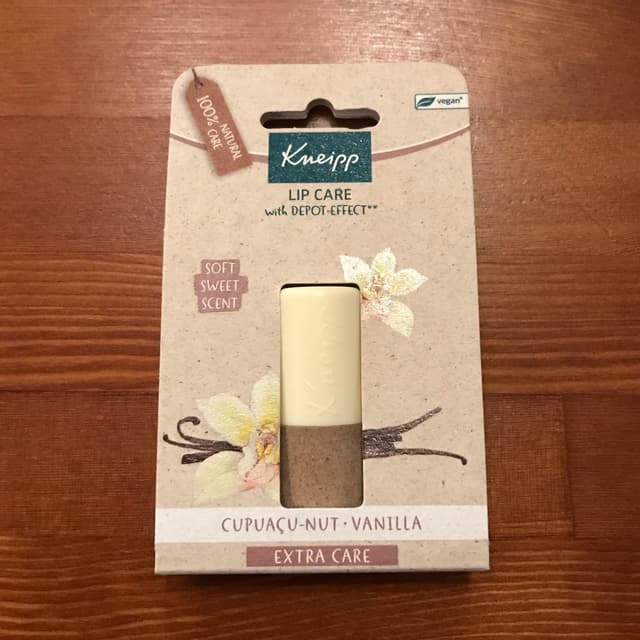 100% NATURAL
CARE
vegan*
Kneipp
LIP CARE
with DEPOT-EFFECT**
SOFT
SWEET
SCENT
Kneipp
CUPUAÇU-NUT · VANILLA
EXTRA CARE